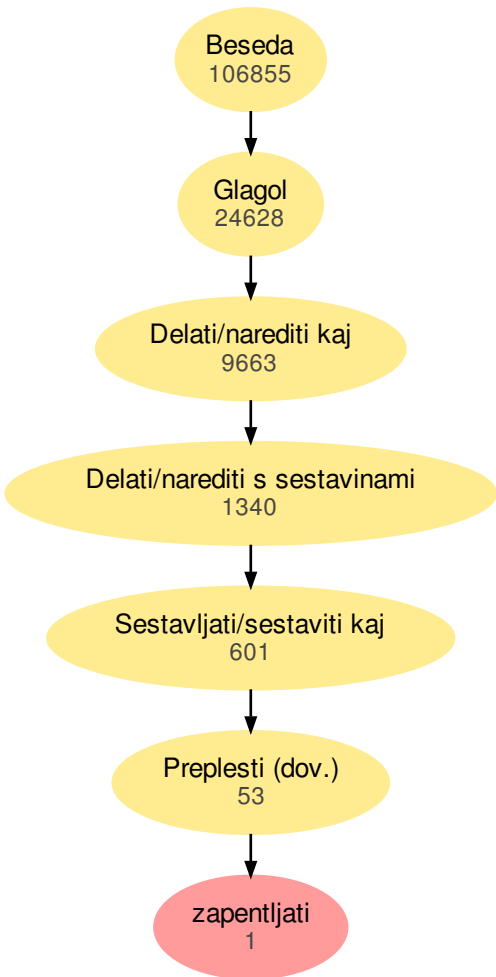 Beseda
106855
Glagol
24628
Delati/narediti kaj
9663
Delati/narediti s sestavinami
1340
Sestavljati/sestaviti kaj
601
Preplesti (dov.)
53
zapentljati
1